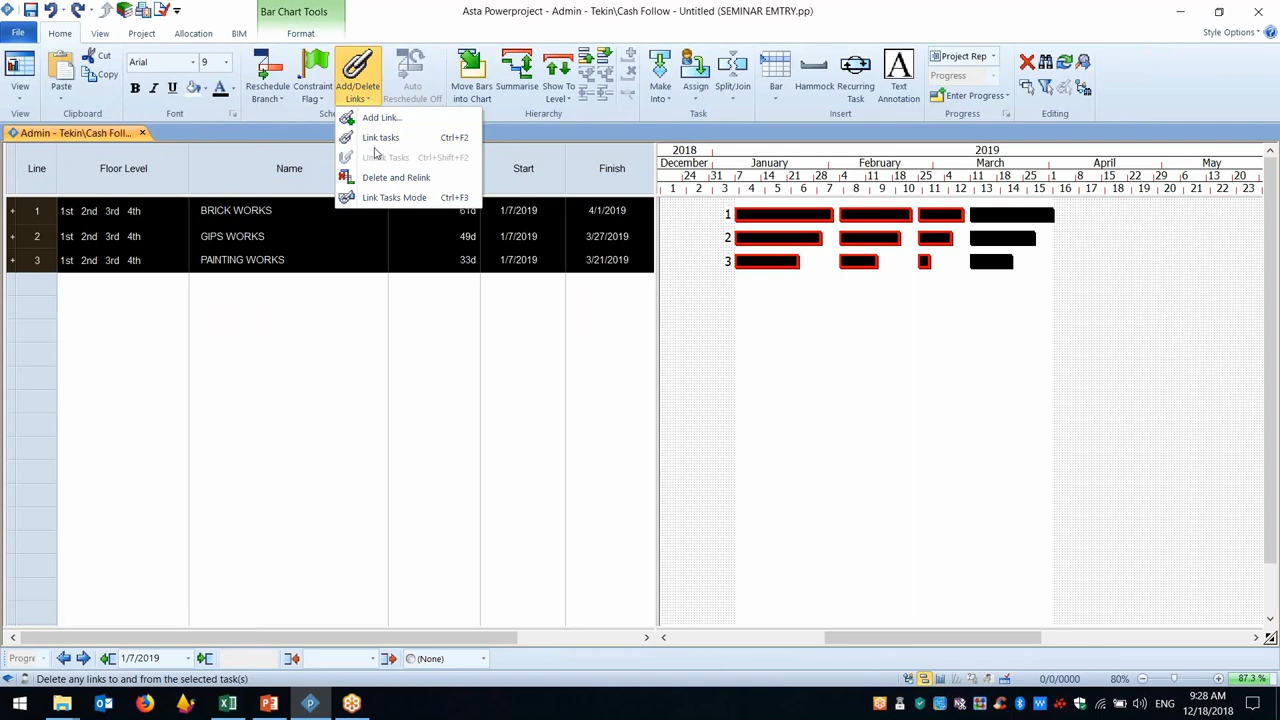 Bar Chart Tools
Asta Powerproject - Admin - Tekin\Cash Follow - Untitled (SEMINAR EMTRY.pp)
File Home View Project Allocation BIM Format
Style Options
View
Paste
Cut
Copy
Clipboard
Arial 9
B I U A
Font
Reschedule Branch
Constraint Flag
Add/Delete Links
Auto Reschedule Off
Move Bars into Chart
Summarise
Show To Level
Hierarchy
Make Into
Assign
Split/Join
Task
Bar
Hammock
Recurring Task
Text Annotation
Insert
Project Rep
Progress
Enter Progress
Progress
Editing
Add Link...
Link tasks Ctrl+F2
Unlink Tasks Ctrl+Shift+F2
Delete and Relink
Link Tasks Mode Ctrl+F3
Admin - Tekin\Cash Foll...
Line Floor Level Name Start Finish
1 1st 2nd 3rd 4th BRICK WORKS 61d 1/7/2019 4/1/2019
2 1st 2nd 3rd 4th GIPS WORKS 49d 1/7/2019 3/27/2019
3 1st 2nd 3rd 4th PAINTING WORKS 33d 1/7/2019 3/21/2019
2018 2019
December January February March April May
24 31 7 14 21 28 4 11 18 25 4 11 18 25 1 8 15 22 29 6 13 20
1 2 3 4 5 6 7 8 9 10 11 12 13 14 15 16 17 18 19 20 21 22
1
2
3
Progr 1/7/2019 (None)
Delete any links to and from the selected task(s)
0/0/0000 80% 87.3 %
ENG
9:28 AM
12/18/2018